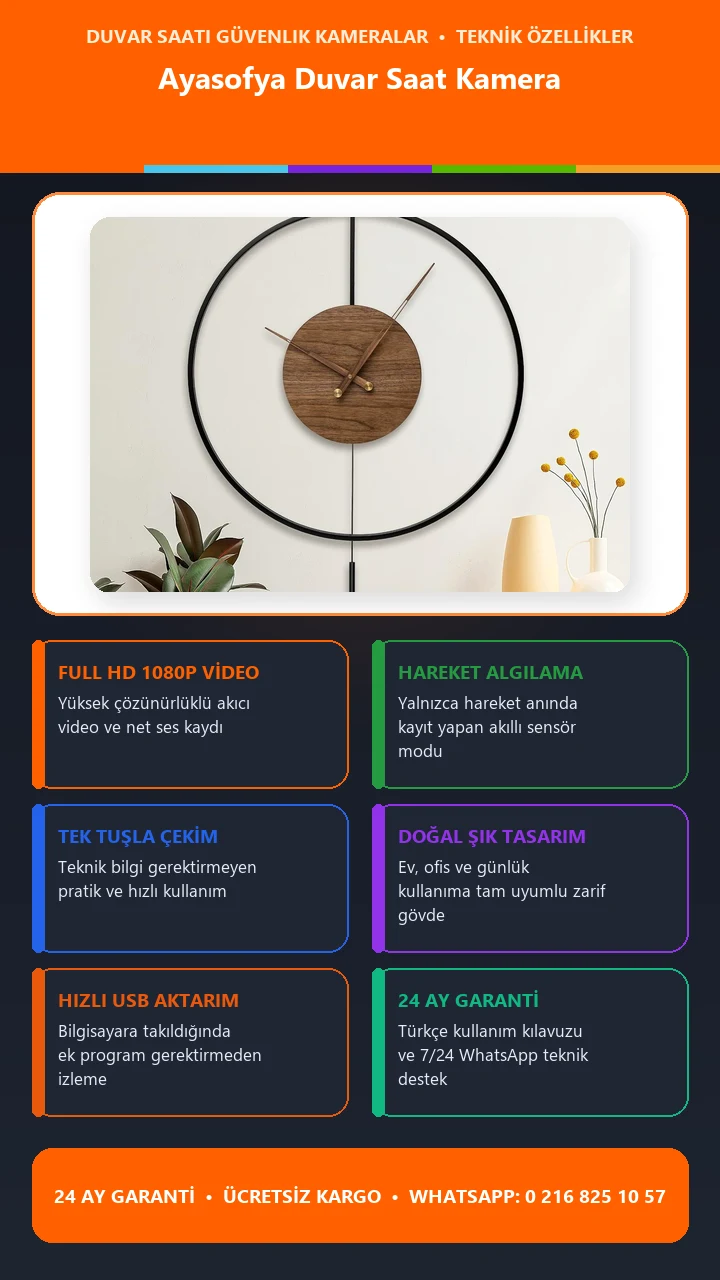 DUVAR SAATI GÜVENLIK KAMERALAR • TEKNİK ÖZELLİKLER
Ayasofya Duvar Saat Kamera
FULL HD 1080P VİDEO
Yüksek çözünürlüklü akıcı
video ve net ses kaydı
HAREKET ALGILAMA
Yalnızca hareket anında
kayıt yapan akıllı sensör
modu
TEK TUŞLA ÇEKİM
Teknik bilgi gerektirmeyen
pratik ve hızlı kullanım
DOĞAL ŞIK TASARIM
Ev, ofis ve günlük
kullanıma tam uyumlu zarif
gövde
HIZLI USB AKTARIM
Bilgisayara takıldığında
ek program gerektirmeden
izleme
24 AY GARANTİ
Türkçe kullanım kılavuzu
ve 7/24 WhatsApp teknik
destek
24 AY GARANTİ • ÜCRETSİZ KARGO • WHATSAPP: 0 216 825 10 57